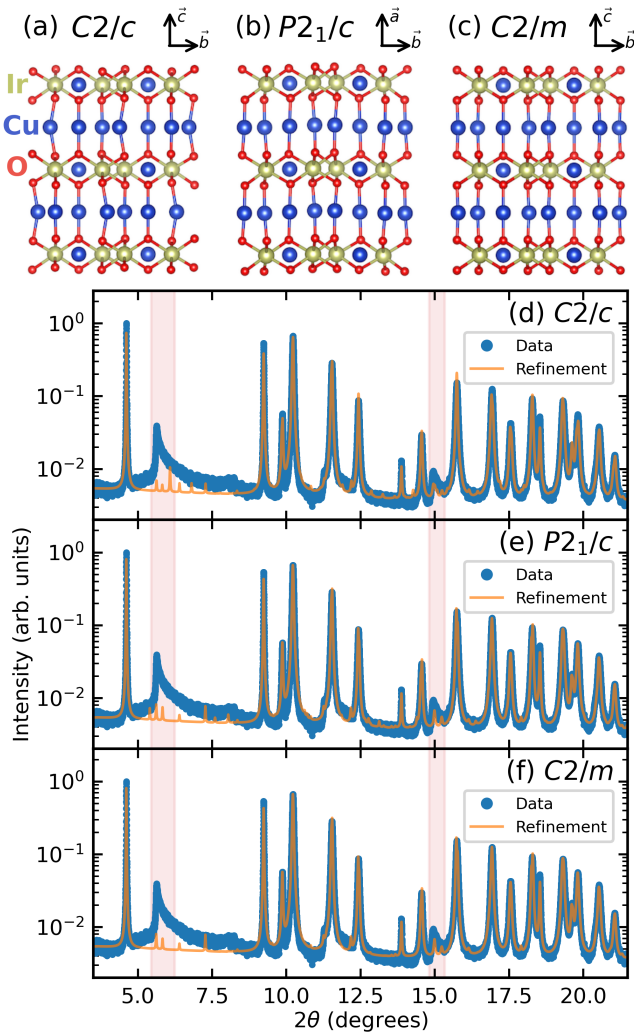 (a) C2/c
c⃗
b⃗
(b) P2₁/c
a⃗
b⃗
(c) C2/m
c⃗
b⃗
Ir
Cu
O
(d) C2/c
Data
Refinement
10⁰
10⁻¹
10⁻²
(e) P2₁/c
Data
Refinement
10⁰
10⁻¹
10⁻²
Intensity (arb. units)
(f) C2/m
Data
Refinement
10⁰
10⁻¹
10⁻²
5.0 7.5 10.0 12.5 15.0 17.5 20.0
2θ (degrees)